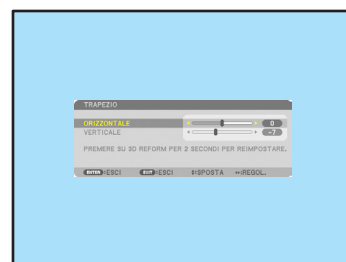 TRAPEZIO
ORIZZONTALE 0
VERTICALE -7
PREMERE SU 3D REFORM PER 2 SECONDI PER REIMPOSTARE.
ENTER:ESCI EXIT:ESCI ↕:SPOSTA ↔:REGOL.